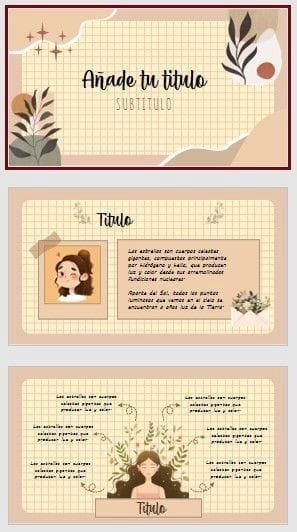 Añade tu titulo
SUBTITULO
Titulo
Las estrellas son cuerpos celestes
gigantes, compuestos principalmente
por hidrógeno y helio, que producen
luz y calor desde sus arremolinados
fundiciones nucleares.
Aparte del Sol, todos los puntos
luminosos que vemos en el cielo se
encuentran a años luz de la Tierra.
Las estrellas son cuerpos
celestes gigantes que
producen luz y calor.
Las estrellas son cuerpos
celestes gigantes que
producen luz y calor.
Las estrellas son cuerpos
celestes gigantes que
producen luz y calor.
Las estrellas son cuerpos
celestes gigantes que
producen luz y calor.
Las estrellas son cuerpos
celestes gigantes que
producen luz y calor.
Las estrellas son cuerpos
celestes gigantes que
producen luz y calor.
Titulo